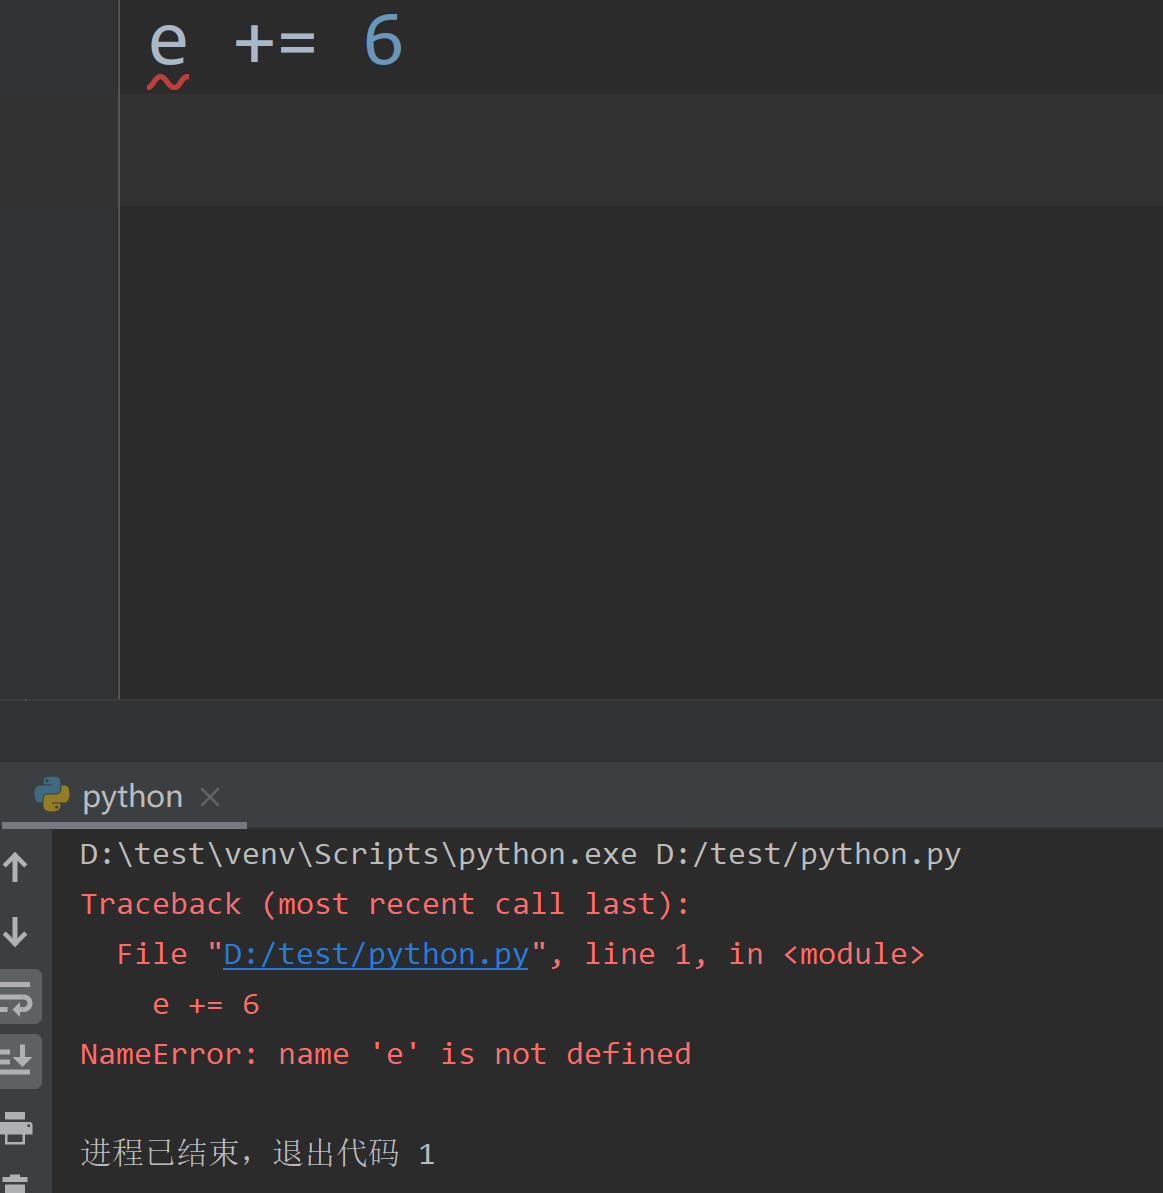 e += 6
python
D:\test\venv\Scripts\python.exe D:/test/python.py
Traceback (most recent call last):
  File "D:/test/python.py", line 1, in <module>
    e += 6
NameError: name 'e' is not defined
进程已结束，退出代码 1